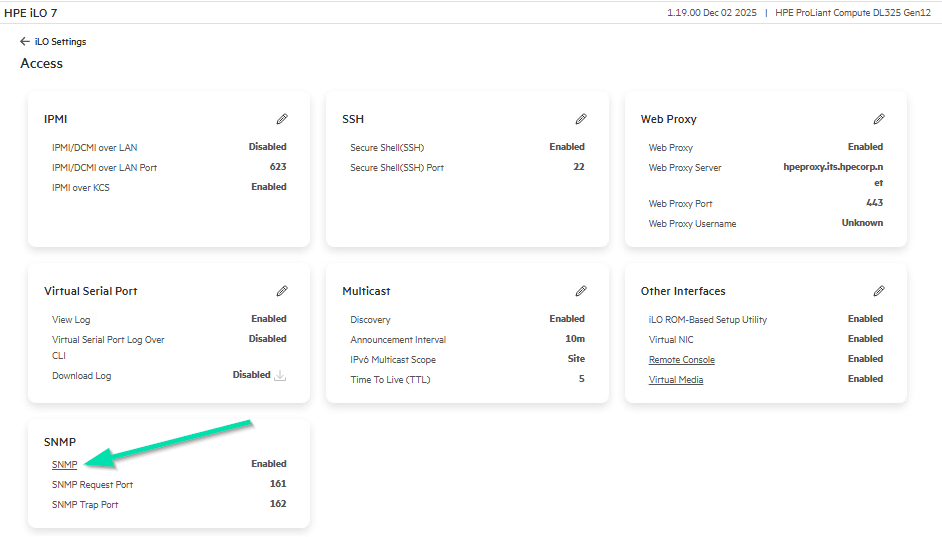 HPE iLO 7
1.19.00 Dec 02 2025 | HPE ProLiant Compute DL325 Gen12
iLO Settings
Access
IPMI
IPMI/DCMI over LAN Disabled
IPMI/DCMI over LAN Port 623
IPMI over KCS Enabled
SSH
Secure Shell(SSH) Enabled
Secure Shell(SSH) Port 22
Web Proxy
Web Proxy Enabled
Web Proxy Server hpeproxy.its.hpecorp.n
et
Web Proxy Port 443
Web Proxy Username Unknown
Virtual Serial Port
View Log Enabled
Virtual Serial Port Log Over Disabled
CLI
Download Log Disabled
Multicast
Discovery Enabled
Announcement Interval 10m
IPv6 Multicast Scope Site
Time To Live (TTL) 5
Other Interfaces
iLO ROM-Based Setup Utility Enabled
Virtual NIC Enabled
Remote Console Enabled
Virtual Media Enabled
SNMP
SNMP Enabled
SNMP Request Port 161
SNMP Trap Port 162